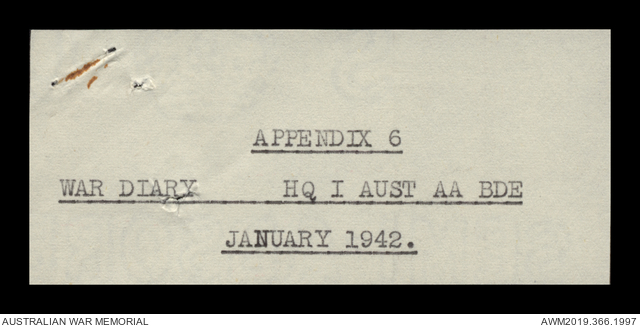 APPENDIX 6
WAR DIARY HQ I AUST AA BDE
JANUARY 1942.
AUSTRALIAN WAR MEMORIAL AWM2019.366.1997